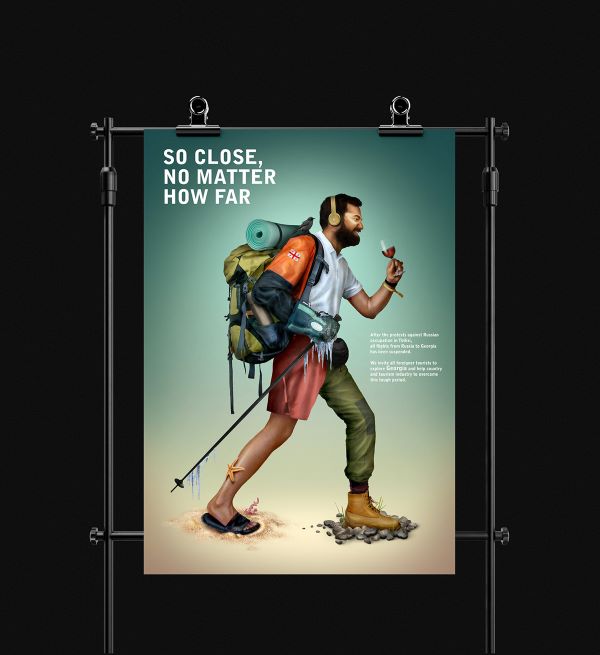 SO CLOSE,
NO MATTER
HOW FAR
After the protests against Russian
occupation in Tbilisi,
all flights from Russia to Georgia
has been suspended.
We invite all foreigner tourists to
explore Georgia and help country
and tourism industry to overcome
this tough period.